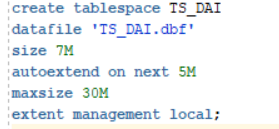 create tablespace TS_DAI
datafile 'TS_DAI.dbf'
size 7M
autoextend on next 5M
maxsize 30M
extent management local;